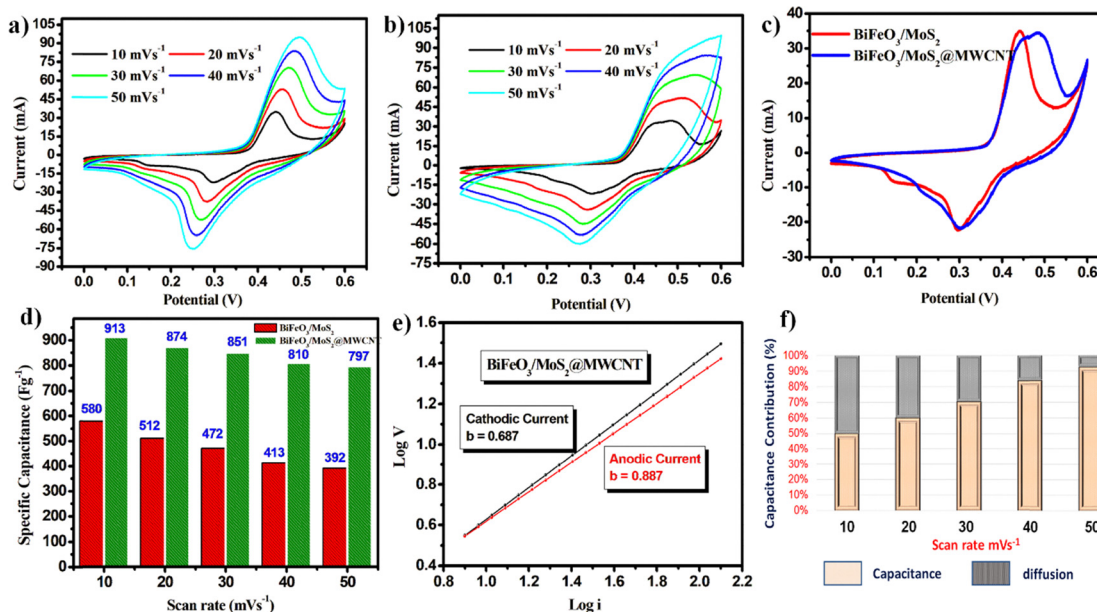 a)
10 mVs⁻¹ 20 mVs⁻¹
30 mVs⁻¹ 40 mVs⁻¹
50 mVs⁻¹
105
90
75
60
45
30
15
0
-15
-30
-45
-60
-75
-90
Current (mA)
0.0 0.1 0.2 0.3 0.4 0.5 0.6
Potential (V)
b)
10 mVs⁻¹ 20 mVs⁻¹
30 mVs⁻¹ 40 mVs⁻¹
50 mVs⁻¹
105
90
75
60
45
30
15
0
-15
-30
-45
-60
-75
Current (mA)
0.0 0.1 0.2 0.3 0.4 0.5 0.6
Potential (V)
c)
BiFeO₃/MoS₂
BiFeO₃/MoS₂@MWCNT
40
30
20
10
0
-10
-20
-30
Current (mA)
0.0 0.1 0.2 0.3 0.4 0.5 0.6
Potential (V)
d)
BiFeO₃/MoS₂
BiFeO₃/MoS₂@MWCNT
913 874 851 810 797
580 512 472 413 392
900
800
700
600
500
400
300
200
100
0
Specific Capacitance (Fg⁻¹)
10 20 30 40 50
Scan rate (mVs⁻¹)
e)
BiFeO₃/MoS₂@MWCNT
Cathodic Current
b = 0.687
Anodic Current
b = 0.887
1.6
1.4
1.2
1.0
0.8
0.6
0.4
Log V
0.8 1.0 1.2 1.4 1.6 1.8 2.0 2.2
Log i
f)
100%
90%
80%
70%
60%
50%
40%
30%
20%
10%
0%
Capacitance Contribution (%)
10 20 30 40 50
Scan rate mVs⁻¹
Capacitance diffusion